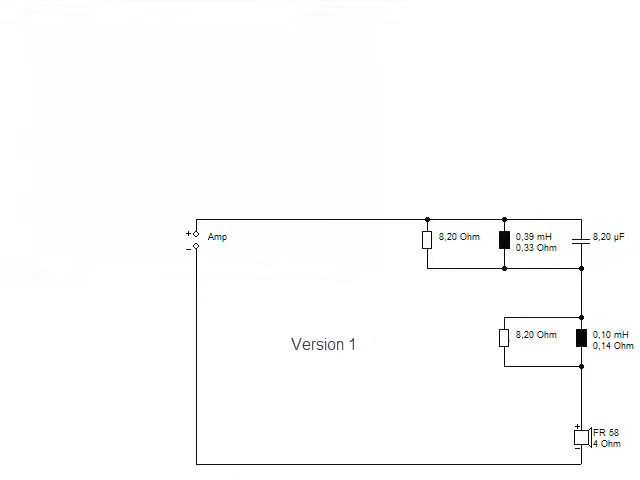 +
Amp
−
8,20 Ohm
0,39 mH
0,33 Ohm
8,20 µF
8,20 Ohm
0,10 mH
0,14 Ohm
Version 1
+
FR 58
4 Ohm
−